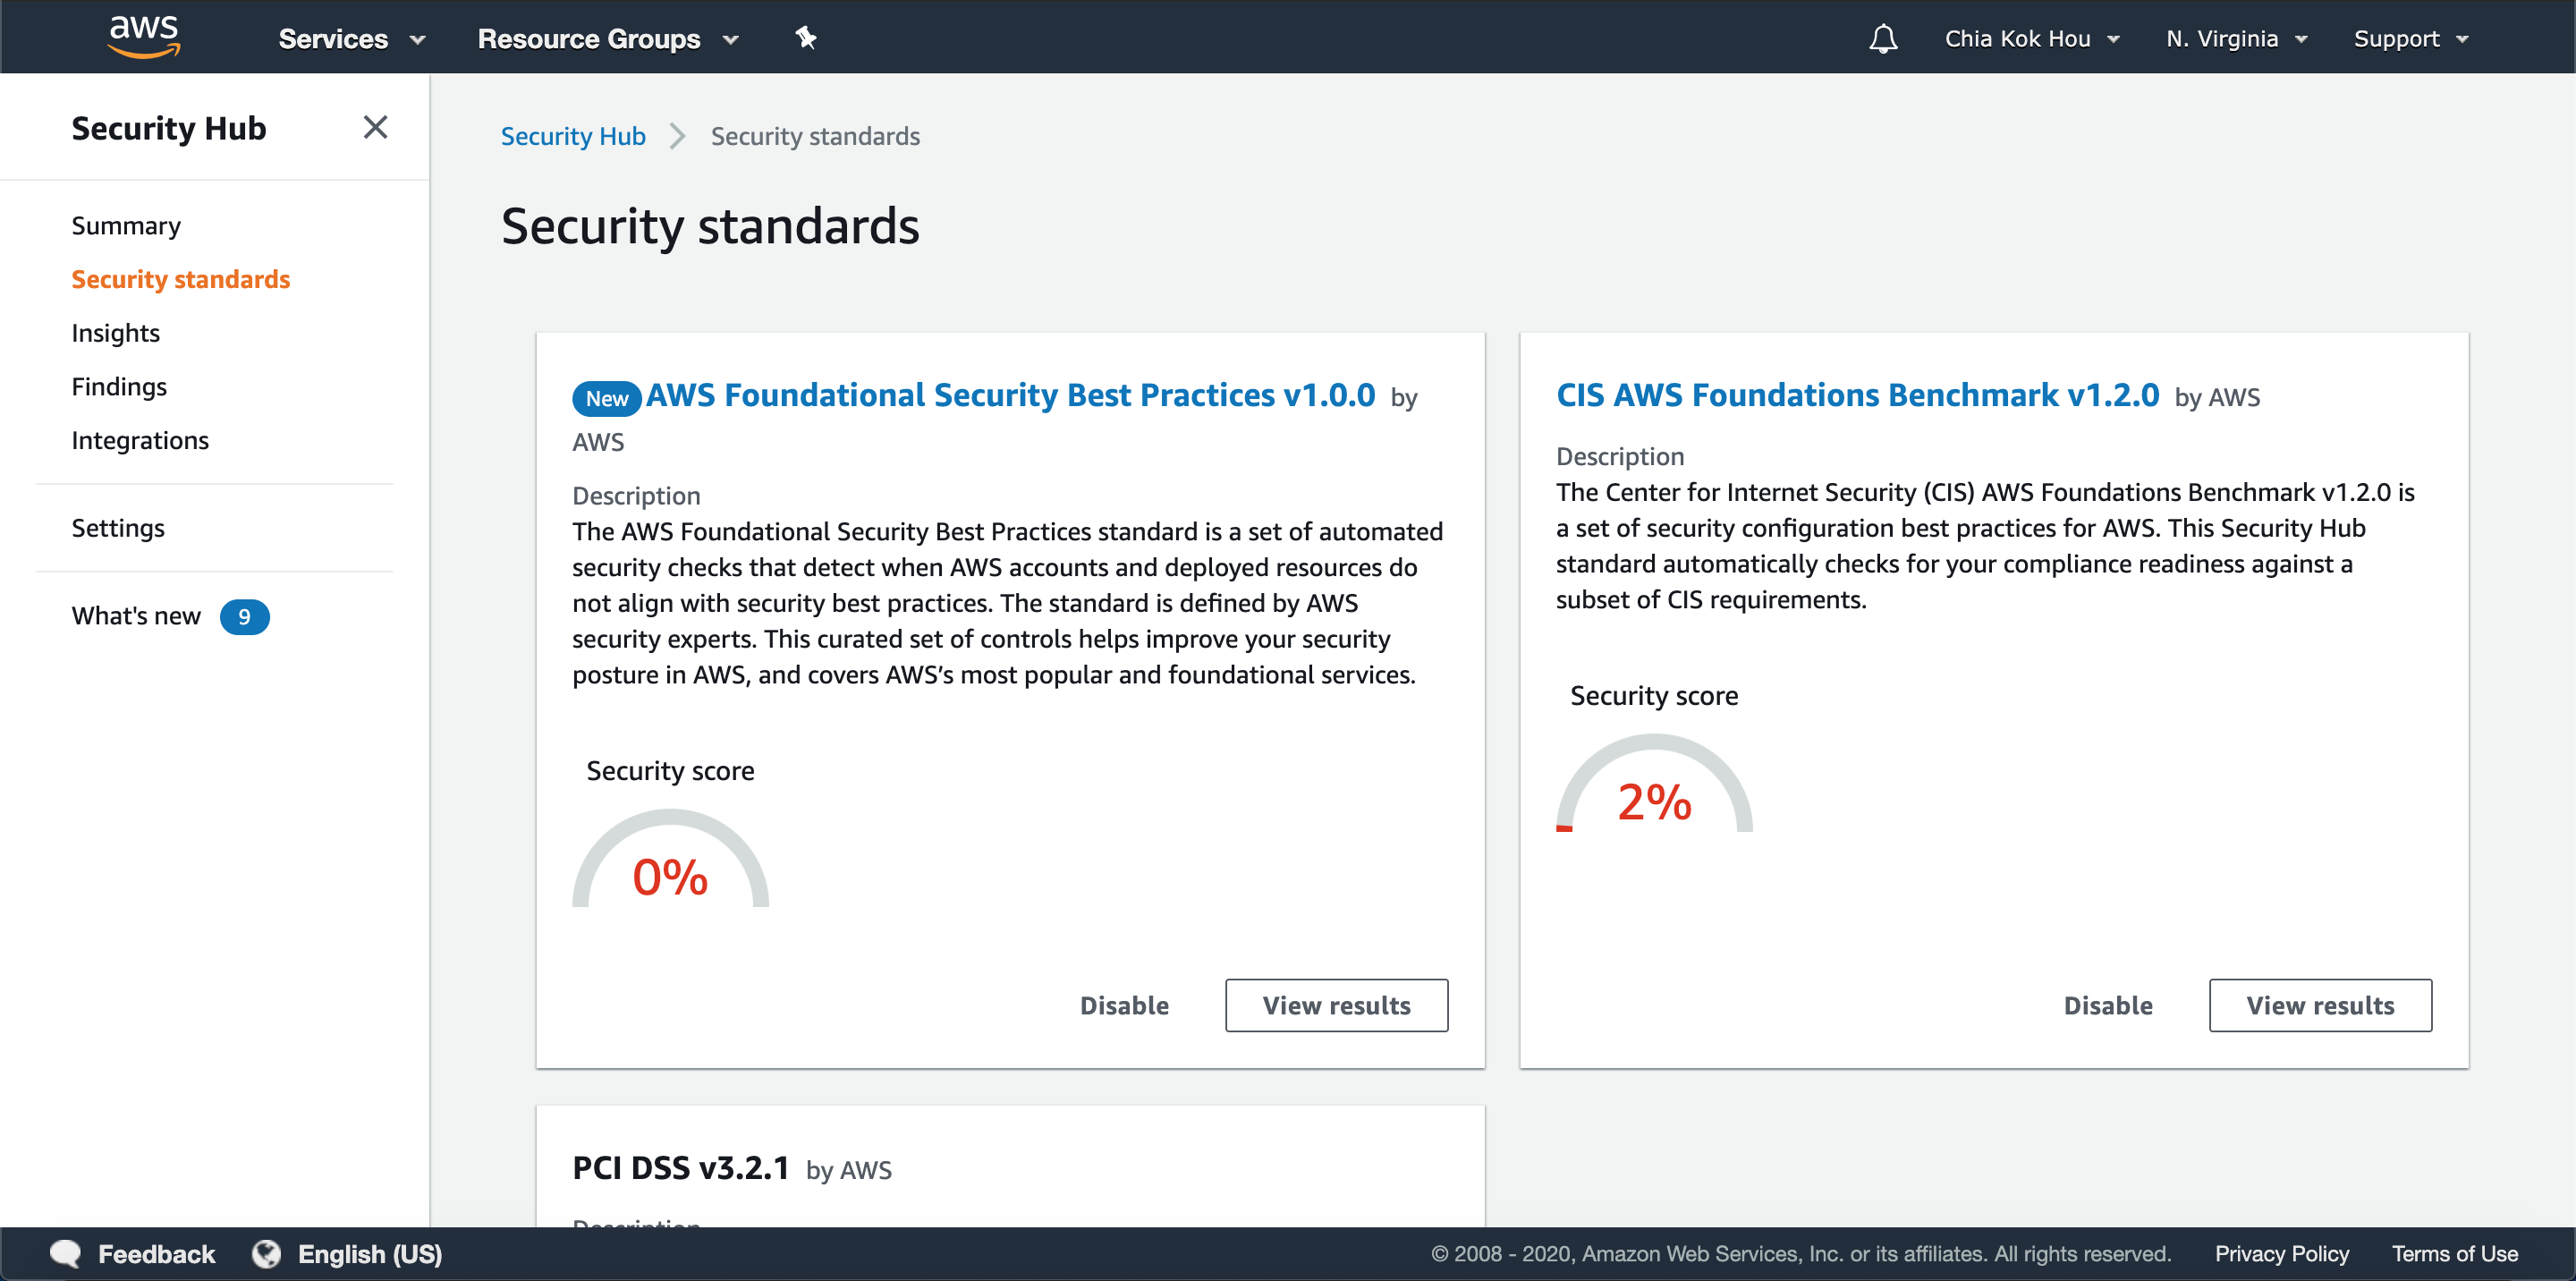 aws
Services
Resource Groups
Chia Kok Hou
N. Virginia
Support
Security Hub
Summary
Security standards
Insights
Findings
Integrations
Settings
What's new 9
Security Hub
Security standards
Security standards
New AWS Foundational Security Best Practices v1.0.0 by
AWS
Description
The AWS Foundational Security Best Practices standard is a set of automated
security checks that detect when AWS accounts and deployed resources do
not align with security best practices. The standard is defined by AWS
security experts. This curated set of controls helps improve your security
posture in AWS, and covers AWS’s most popular and foundational services.
Security score
0%
Disable
View results
CIS AWS Foundations Benchmark v1.2.0 by AWS
Description
The Center for Internet Security (CIS) AWS Foundations Benchmark v1.2.0 is
a set of security configuration best practices for AWS. This Security Hub
standard automatically checks for your compliance readiness against a
subset of CIS requirements.
Security score
2%
Disable
View results
PCI DSS v3.2.1 by AWS
Description
Feedback
English (US)
© 2008 - 2020, Amazon Web Services, Inc. or its affiliates. All rights reserved.
Privacy Policy
Terms of Use